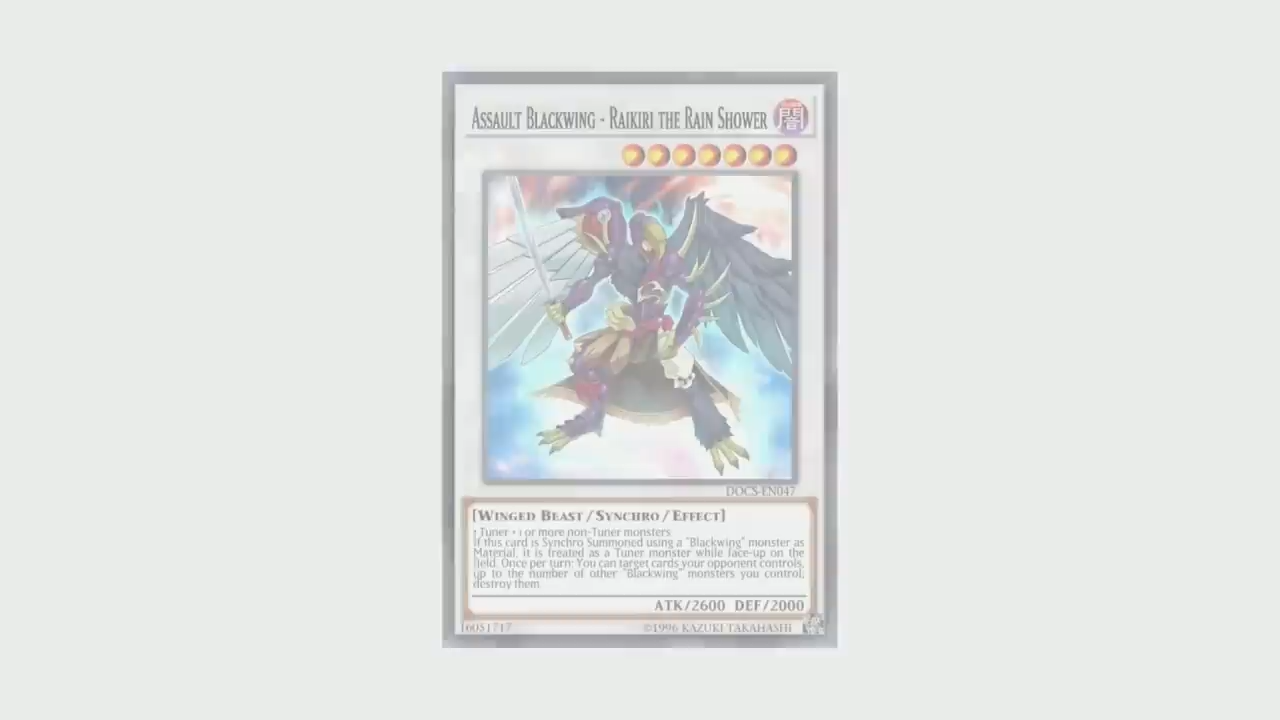 ASSAULT BLACKWING - RAIKIRI THE RAIN SHOWER
闇
DOCS-EN047
[WINGED BEAST/SYNCHRO/EFFECT]
1 Tuner + 1 or more non-Tuner monsters
If this card is Synchro Summoned using a "Blackwing" monster as
Material, it is treated as a Tuner monster while face-up on the
field. Once per turn: You can target cards your opponent controls,
up to the number of other "Blackwing" monsters you control;
destroy them.
ATK/2600 DEF/2000
16051717
©1996 KAZUKI TAKAHASHI